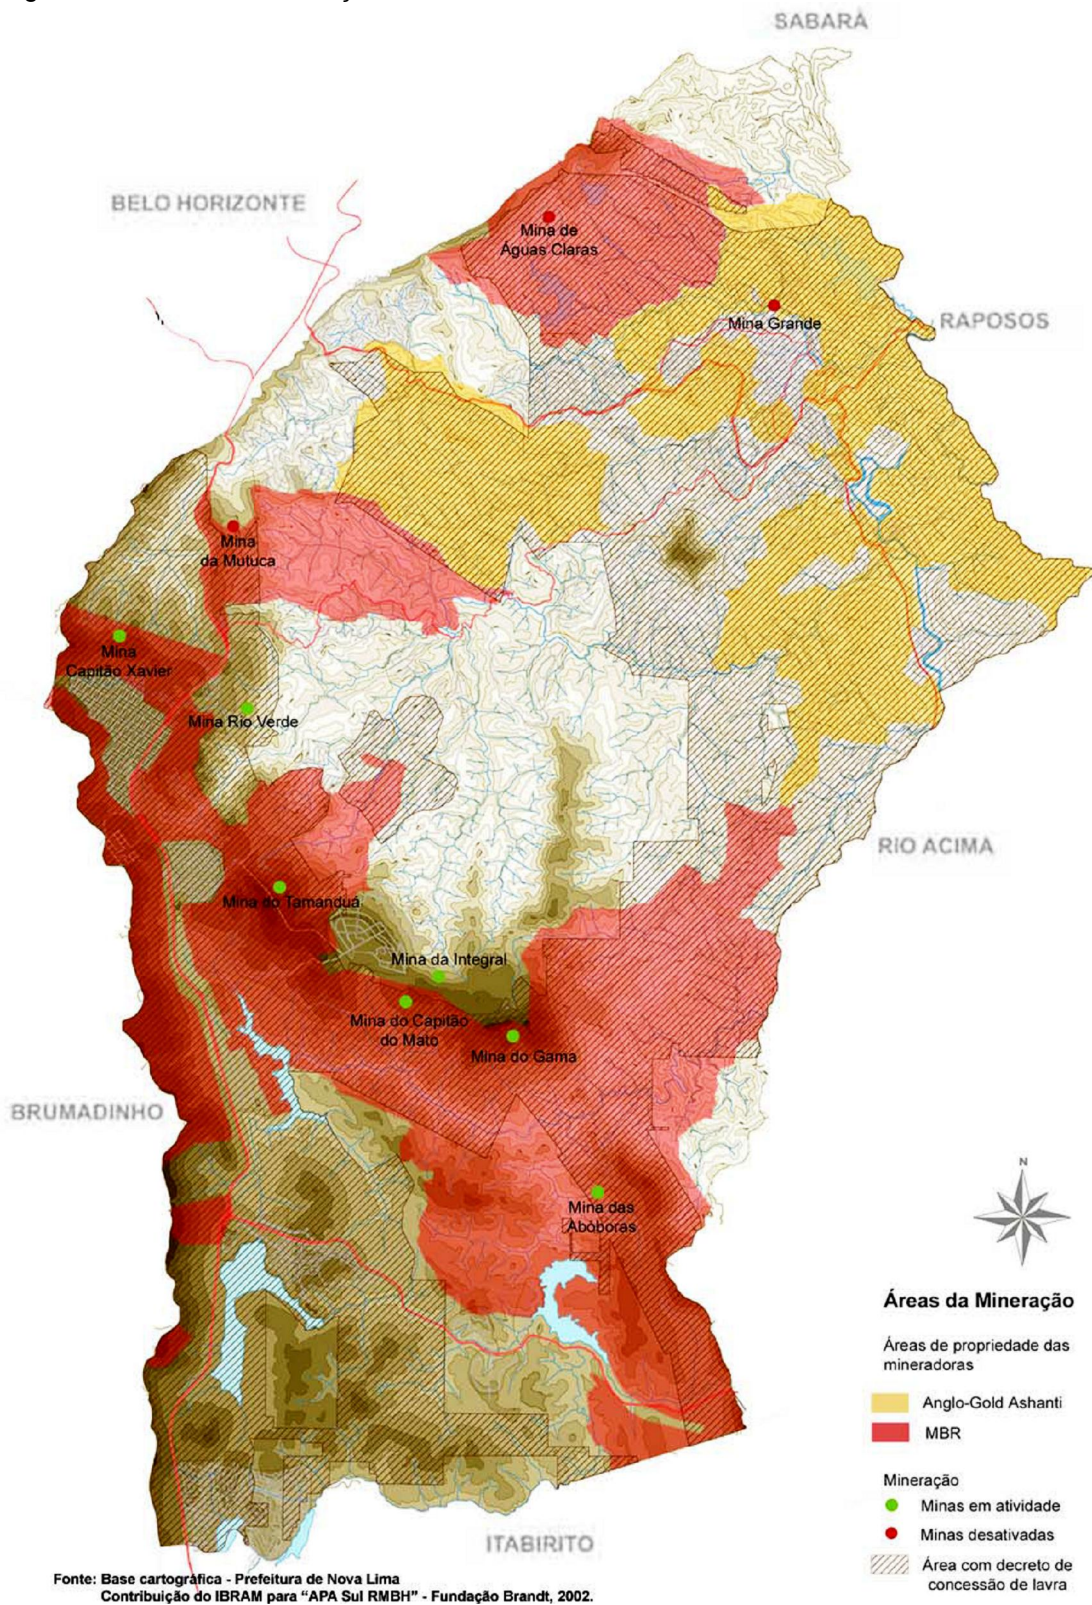 SABARÁ
BELO HORIZONTE
Mina de
Águas Claras
Mina Grande
RAPOSOS
Mina
da Mutuca
Mina
Capitão Xavier
Mina Rio Verde
RIO ACIMA
Mina do Tamanduá
Mina da Integral
Mina do Capitão
do Mato
Mina do Gama
BRUMADINHO
Mina das
Abóboras
N
Áreas da Mineração
Áreas de propriedade das
mineradoras
Anglo-Gold Ashanti
MBR
Mineração
Minas em atividade
Minas desativadas
Área com decreto de
concessão de lavra
ITABIRITO
Fonte: Base cartográfica - Prefeitura de Nova Lima
Contribuição do IBRAM para “APA Sul RMBH” - Fundação Brandt, 2002.